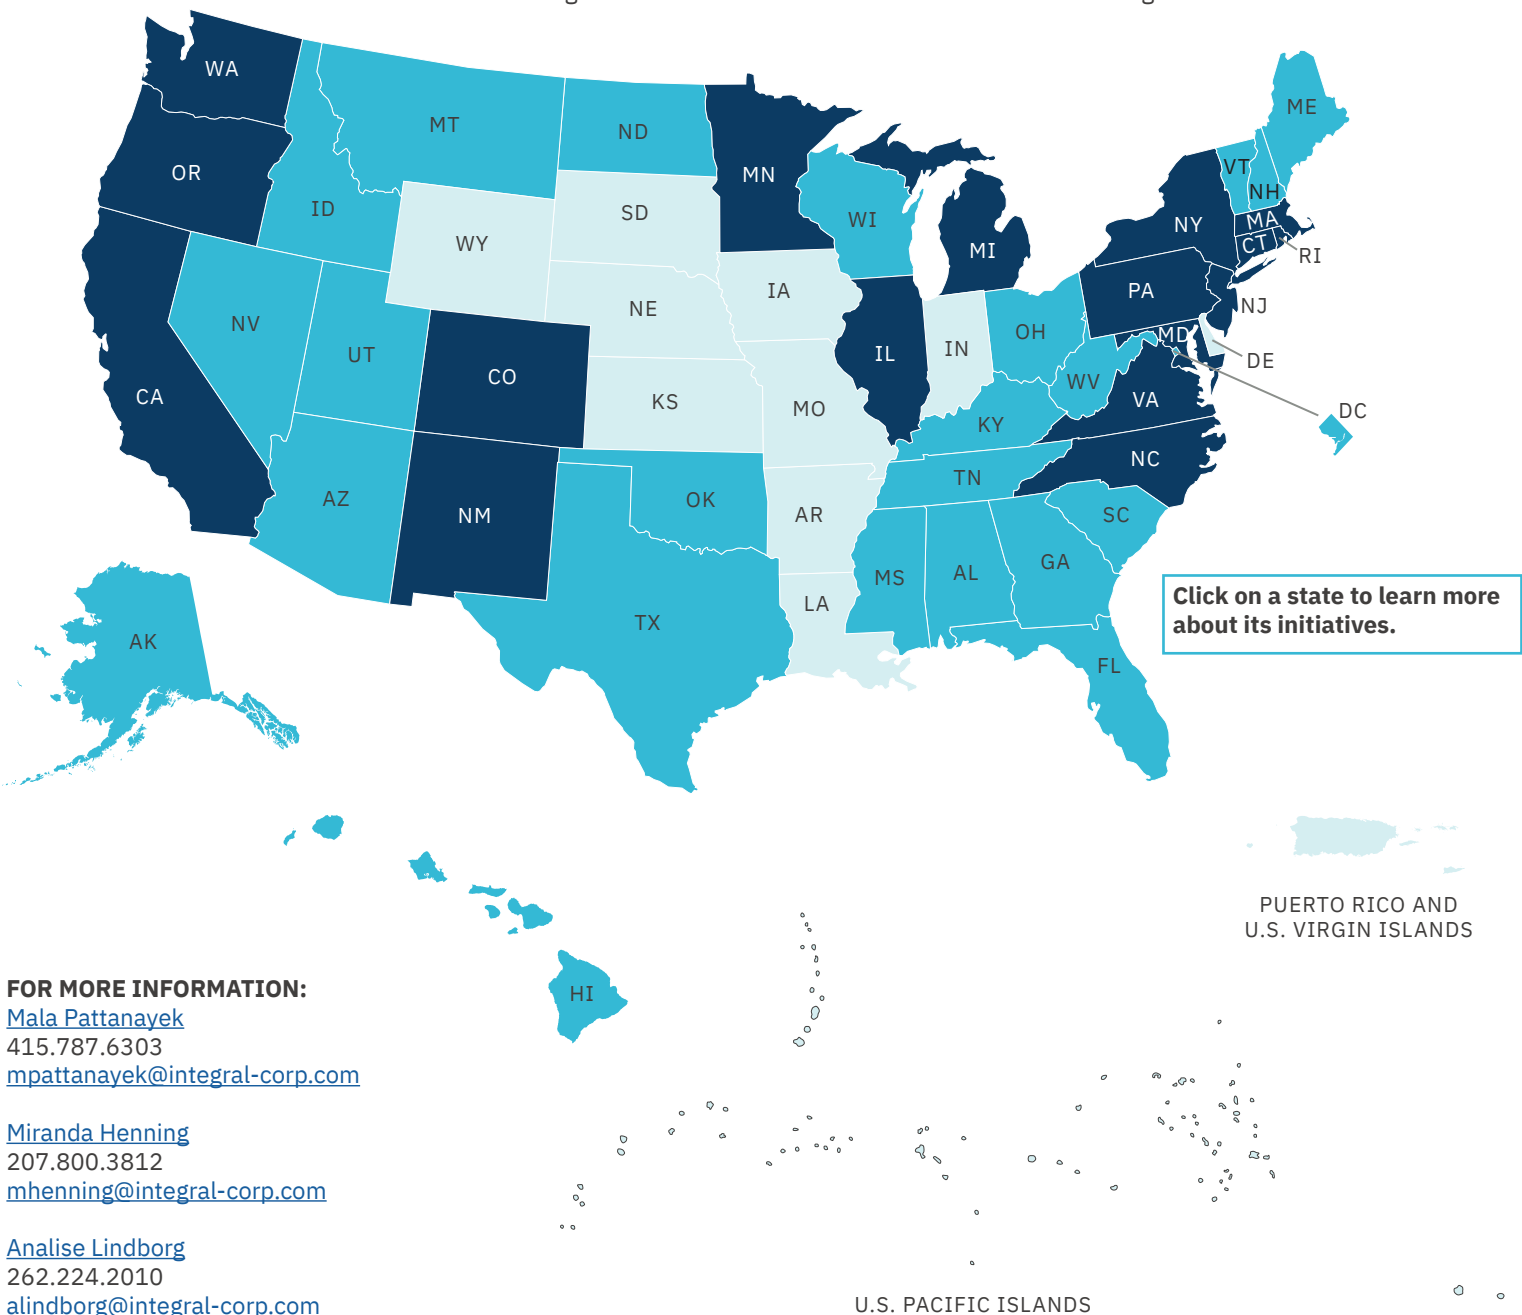 WA
MT
ND
ME
OR
MN
VT
ID
NH
SD
WI
MA
NY
WY
CT
MI
RI
IA
PA
NJ
NE
NV
MD
OH
UT
IL
IN
DE
CO
WV
CA
KS
VA
MO
DC
KY
NC
TN
AZ
OK
NM
AR
SC
GA
AL
MS
Click on a state to learn more
about its initiatives.
LA
TX
AK
FL
PUERTO RICO AND
U.S. VIRGIN ISLANDS
HI
FOR MORE INFORMATION:
Mala Pattanayek
415.787.6303
mpattanayek@integral-corp.com
Miranda Henning
207.800.3812
mhenning@integral-corp.com
Analise Lindborg
262.224.2010
alindborg@integral-corp.com
U.S. PACIFIC ISLANDS